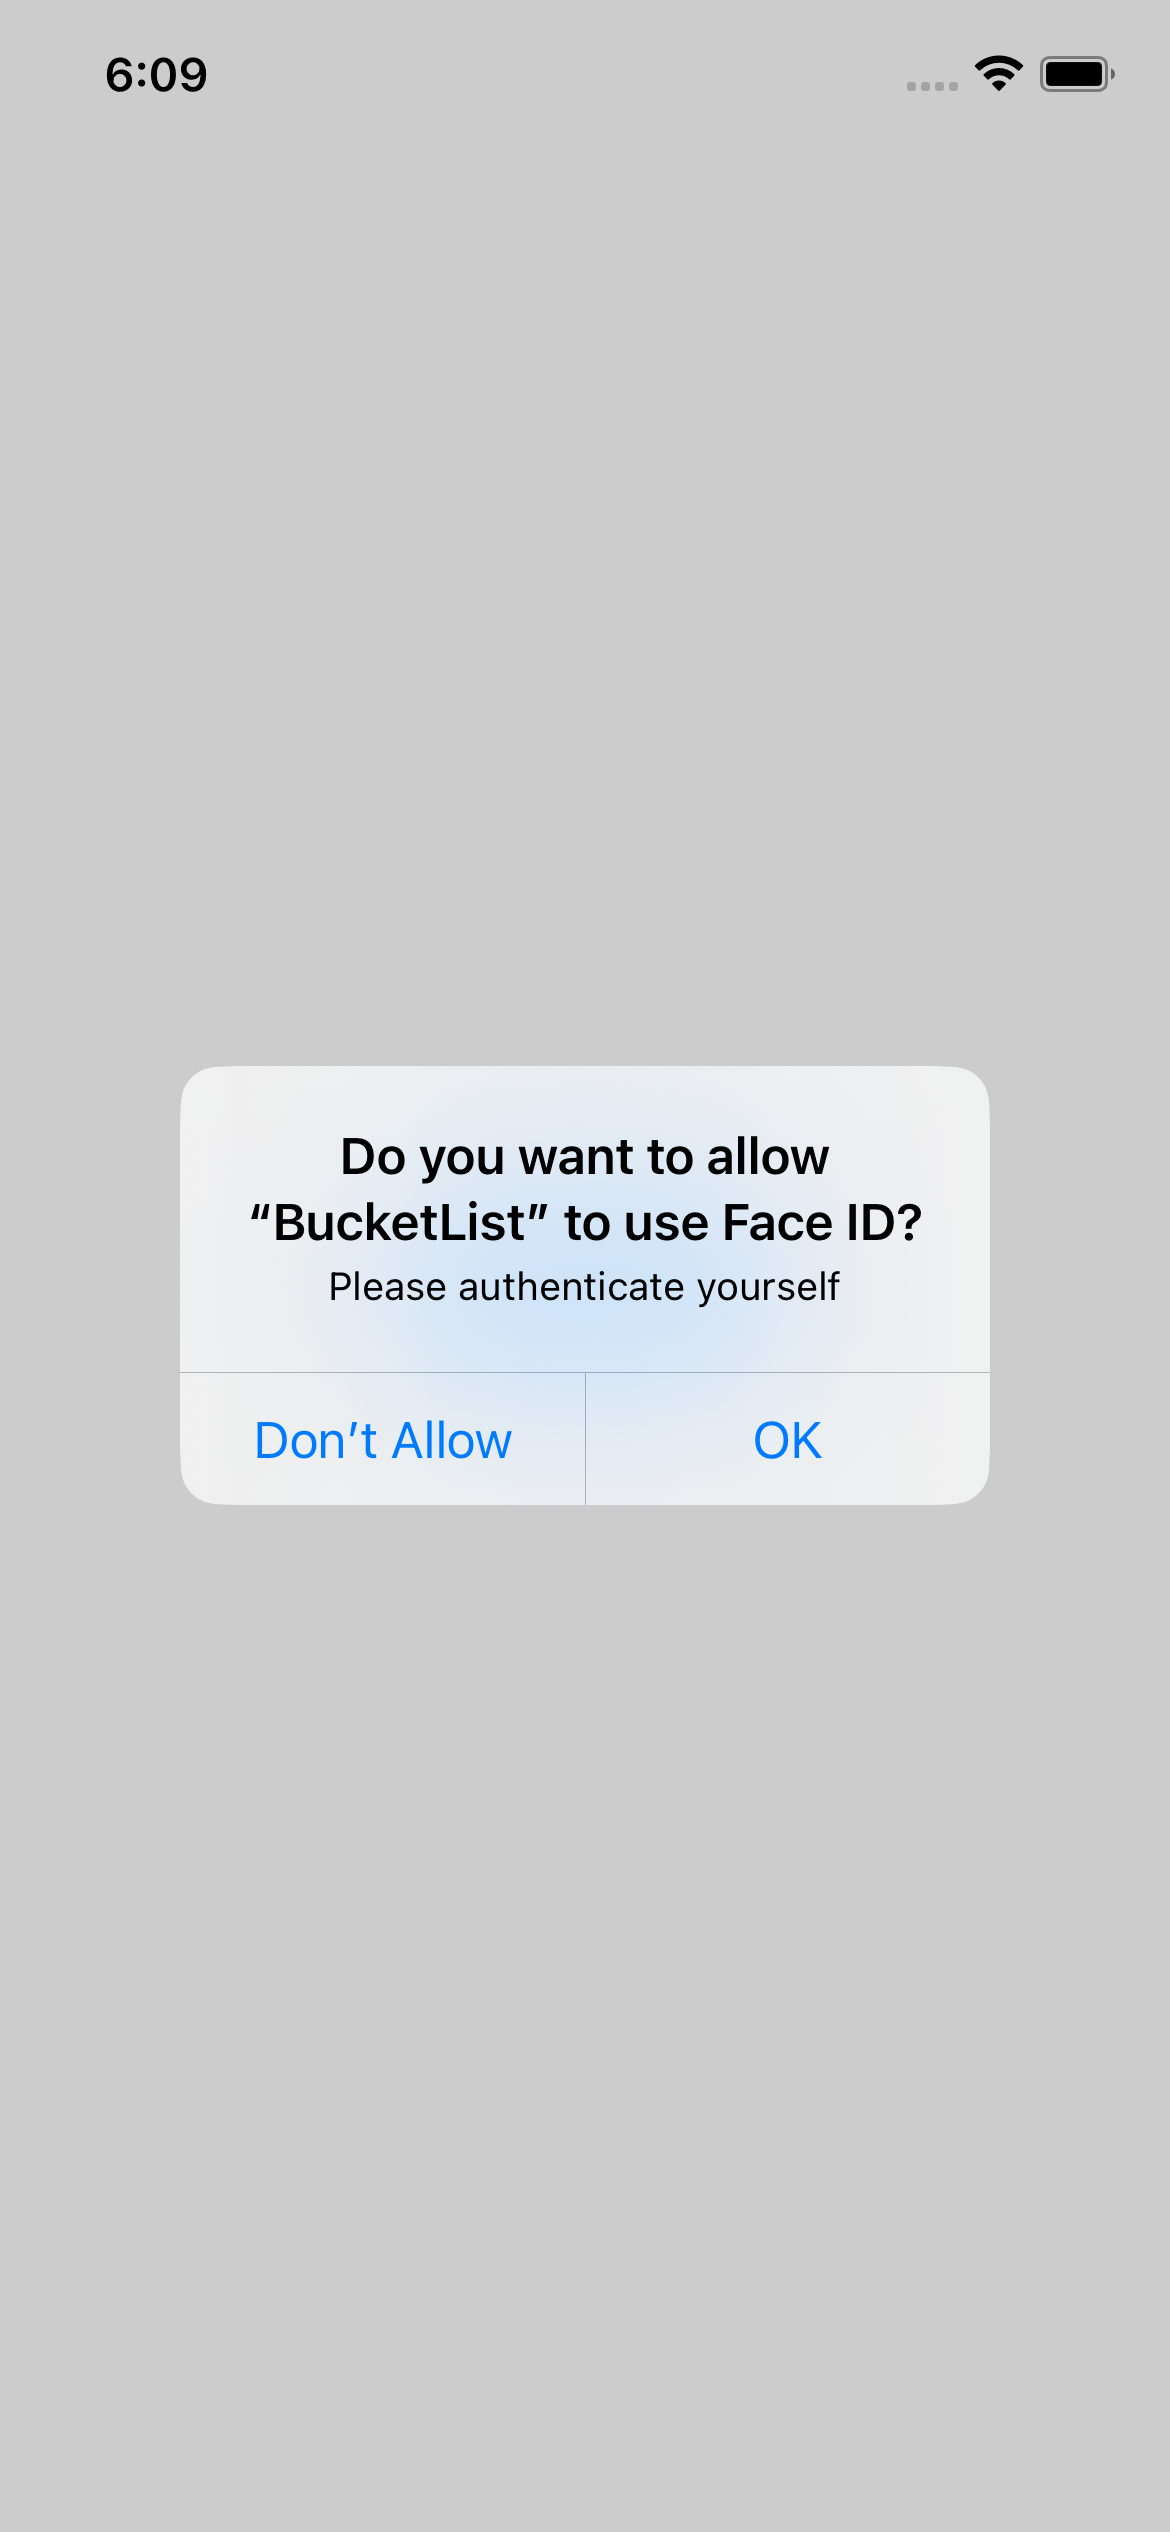 6:09
Do you want to allow
“BucketList” to use Face ID?
Please authenticate yourself
Don’t Allow
OK